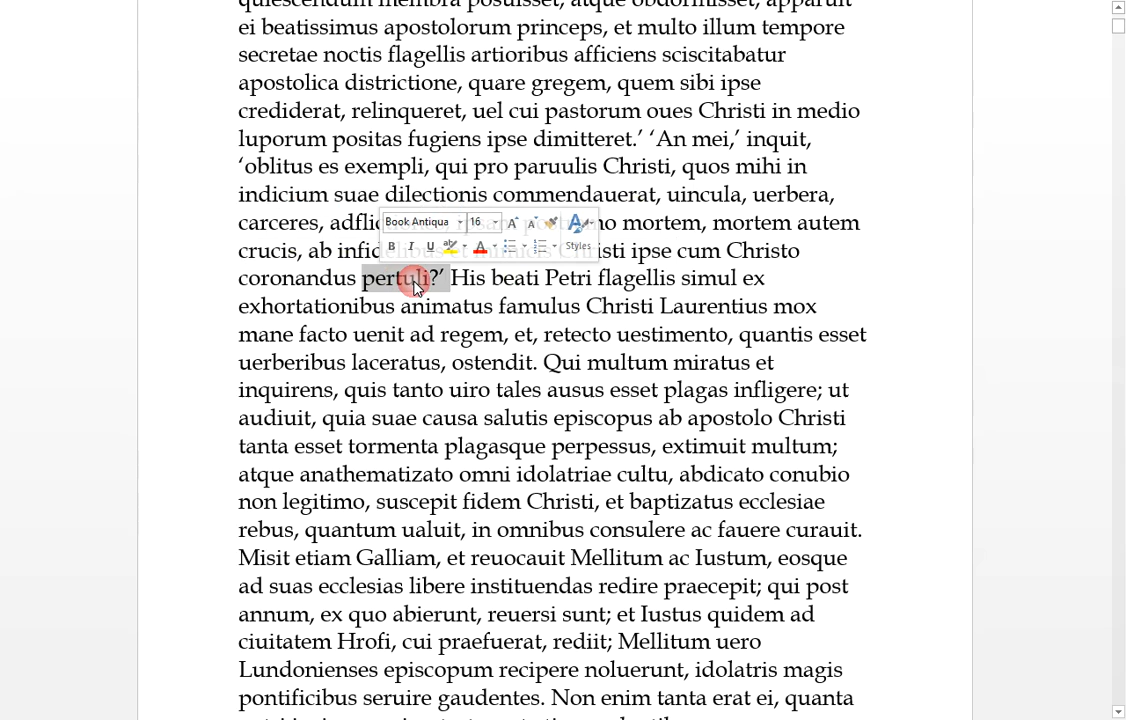 quiescendum membra posuisset, atque obdormisset, apparuit
ei beatissimus apostolorum princeps, et multo illum tempore
secretae noctis flagellis artioribus afficiens sciscitabatur
apostolica districtione, quare gregem, quem sibi ipse
crediderat, relinqueret, uel cui pastorum oues Christi in medio
luporum positas fugiens ipse dimitteret.’ ‘An mei,’ inquit,
‘oblitus es exempli, qui pro paruulis Christi, quos mihi in
indicium suae dilectionis commendauerat, uincula, uerbera,
Book Antiqua 16
carceres, mortem, mortem autem
B I U Styles
crucis, ab ipse cum Christo
coronandus pertuli?’ His beati Petri flagellis simul ex
exhortationibus animatus famulus Christi Laurentius mox
mane facto uenit ad regem, et, retecto uestimento, quantis esset
uerberibus laceratus, ostendit. Qui multum miratus et
inquirens, quis tanto uiro tales ausus esset plagas infligere; ut
audiuit, quia suae causa salutis episcopus ab apostolo Christi
tanta esset tormenta plagasque perpessus, extimuit multum;
atque anathematizato omni idolatriae cultu, abdicato conubio
non legitimo, suscepit fidem Christi, et baptizatus ecclesiae
rebus, quantum ualuit, in omnibus consulere ac fauere curauit.
Misit etiam Galliam, et reuocauit Mellitum ac Iustum, eosque
ad suas ecclesias libere instituendas redire praecepit; qui post
annum, ex quo abierunt, reuersi sunt; et Iustus quidem ad
ciuitatem Hrofi, cui praefuerat, rediit; Mellitum uero
Lundonienses episcopum recipere noluerunt, idolatris magis
pontificibus seruire gaudentes. Non enim tanta erat ei, quanta